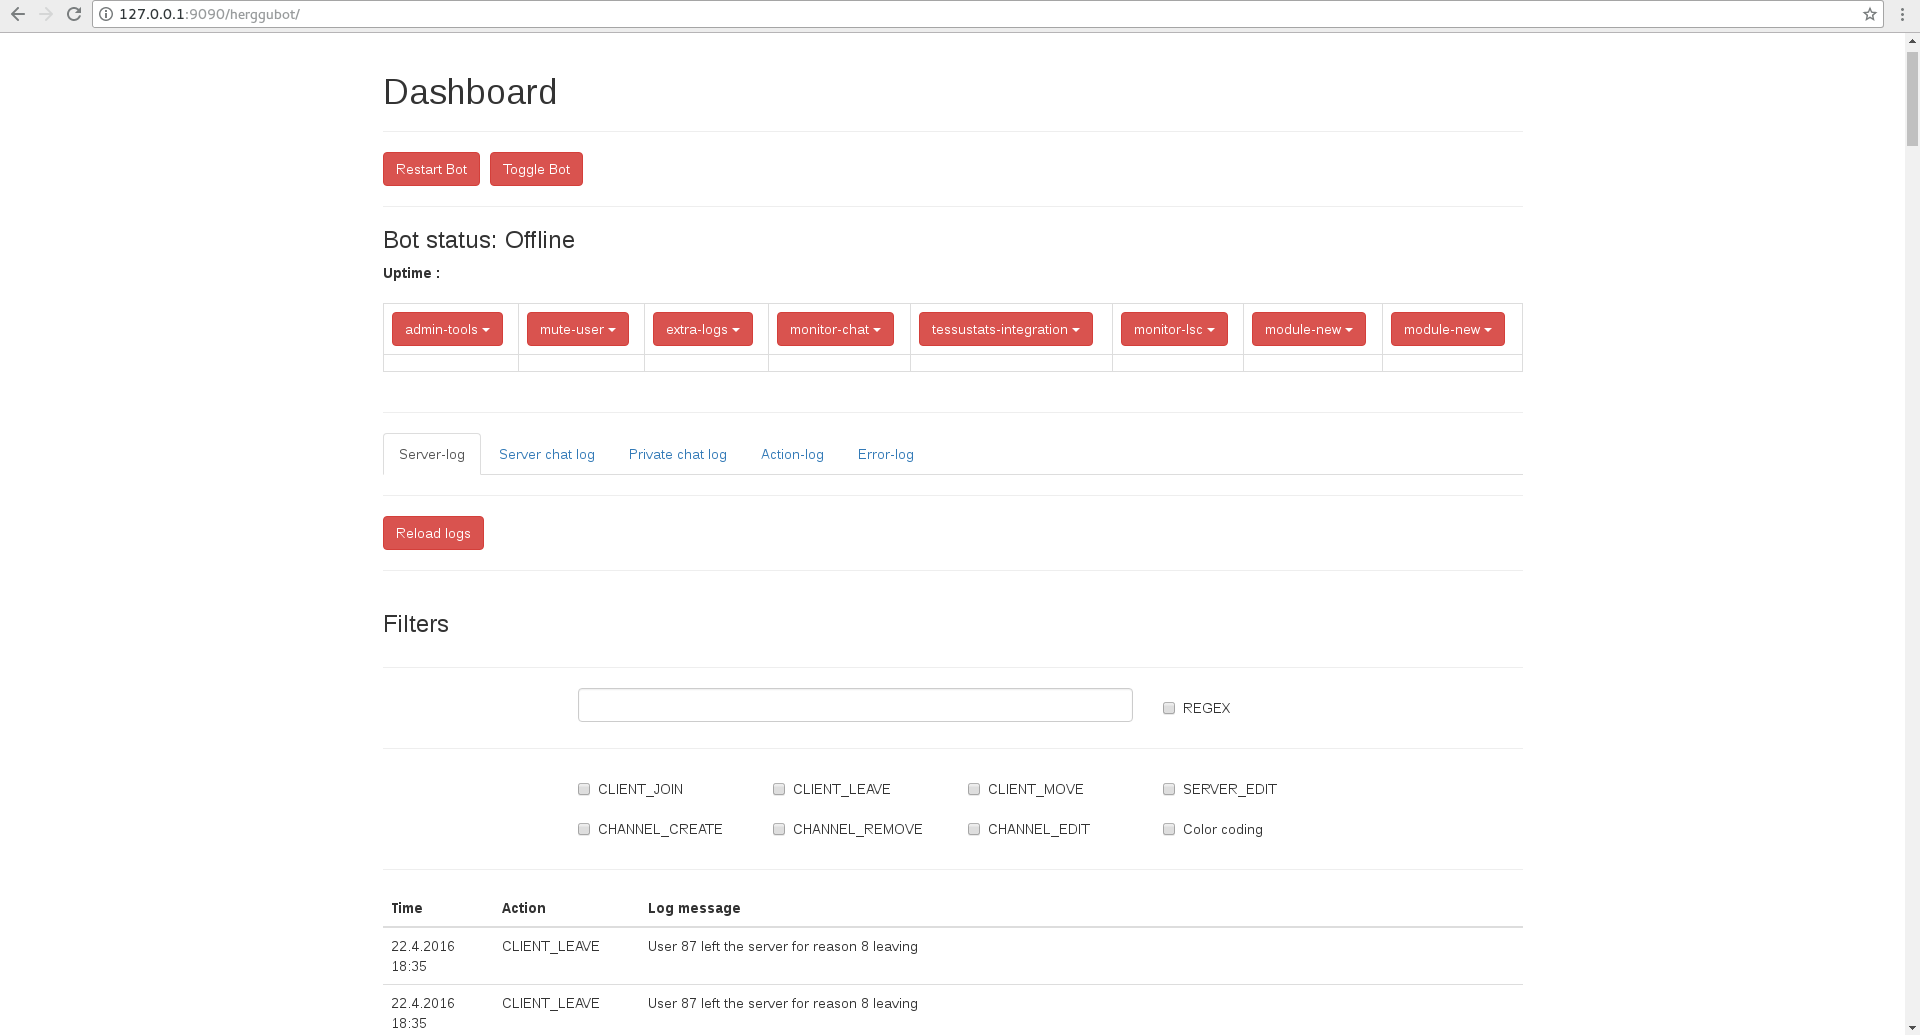 127.0.0.1:9090/herggubot/
Dashboard
Restart Bot Toggle Bot
Bot status: Offline
Uptime :
admin-tools mute-user extra-logs monitor-chat tessustats-integration monitor-lsc module-new module-new
Server-log Server chat log Private chat log Action-log Error-log
Reload logs
Filters
REGEX
CLIENT_JOIN CLIENT_LEAVE CLIENT_MOVE SERVER_EDIT
CHANNEL_CREATE CHANNEL_REMOVE CHANNEL_EDIT Color coding
Time Action Log message
22.4.2016 CLIENT_LEAVE User 87 left the server for reason 8 leaving
18:35
22.4.2016 CLIENT_LEAVE User 87 left the server for reason 8 leaving
18:35